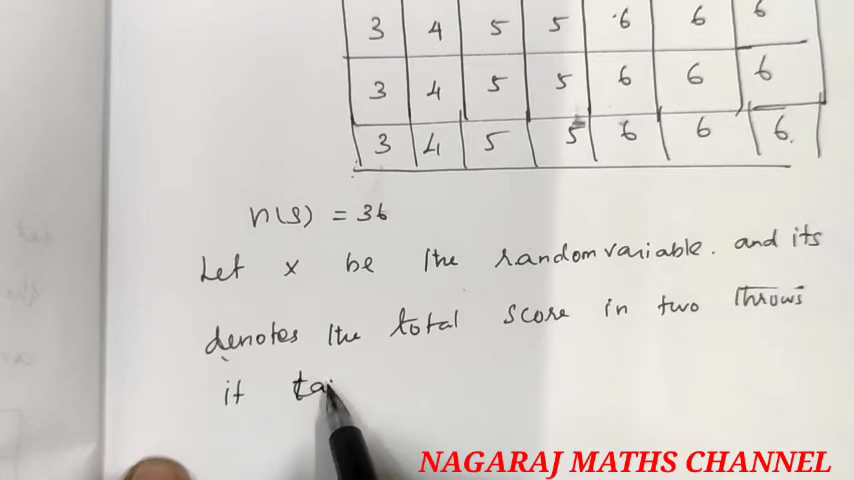 3 4 5 5 6 6 6
3 4 5 5 6 6 6
3 4 5 5 6 6 6.
n(S) = 36
Let x be the random variable. and its
denotes the total score in two throws
it ta
NAGARAJ MATHS CHANNEL